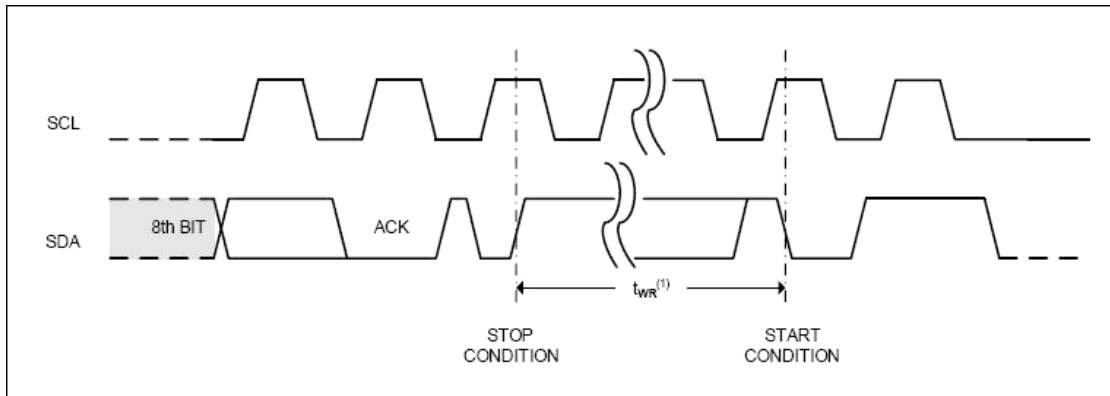 SCL
SDA
8th BIT
ACK
tWR(1)
STOP
CONDITION
START
CONDITION